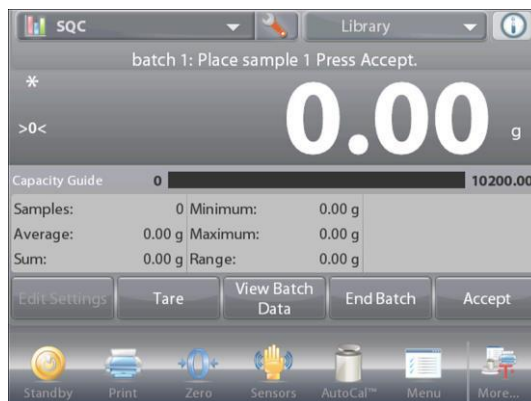 SQC Library
batch 1: Place sample 1 Press Accept.
*
>0<
0.00 g
Capacity Guide 0 10200.00
Samples: 0 Minimum: 0.00 g
Average: 0.00 g Maximum: 0.00 g
Sum: 0.00 g Range: 0.00 g
Edit Settings Tare View Batch Data End Batch Accept
Standby Print Zero Sensors AutoCal™ Menu More...